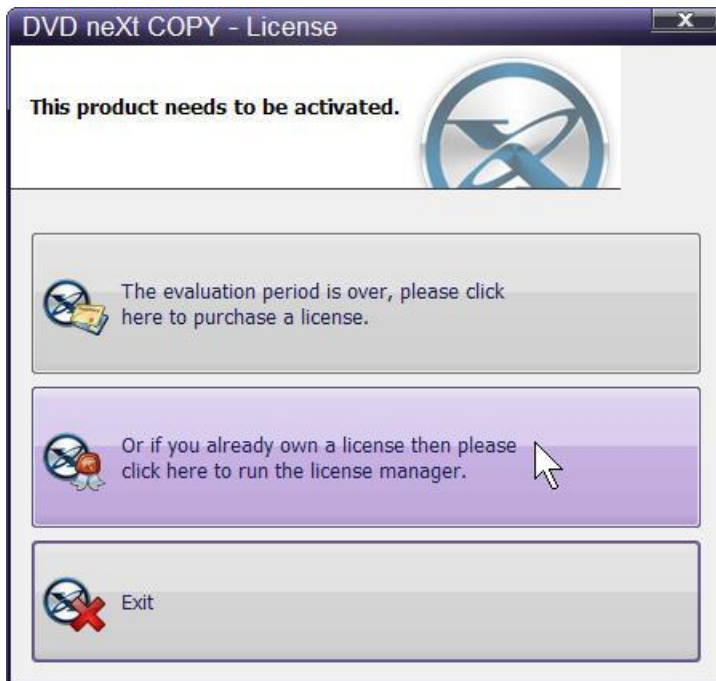 DVD neXt COPY - License
This product needs to be activated.
The evaluation period is over, please click
here to purchase a license.
Or if you already own a license then please
click here to run the license manager.
Exit